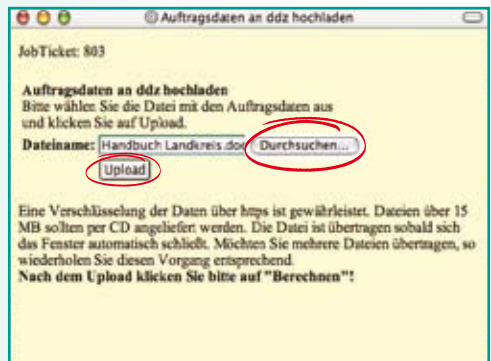 Auftragsdaten an ddz hochladen
JobTicket: 803
Auftragsdaten an ddz hochladen
Bitte wählen Sie die Datei mit den Auftragsdaten aus
und klicken Sie auf Upload.
Dateiname: Handbuch Landkreis.doc Durchsuchen...
Upload
Eine Verschlüsselung der Daten über https ist gewährleistet. Dateien über 15
MB sollten per CD angeliefert werden. Die Datei ist übertragen sobald sich
das Fenster automatisch schließt. Möchten Sie mehrere Dateien übertragen, so
wiederholen Sie diesen Vorgang entsprechend.
Nach dem Upload klicken Sie bitte auf "Berechnen"!